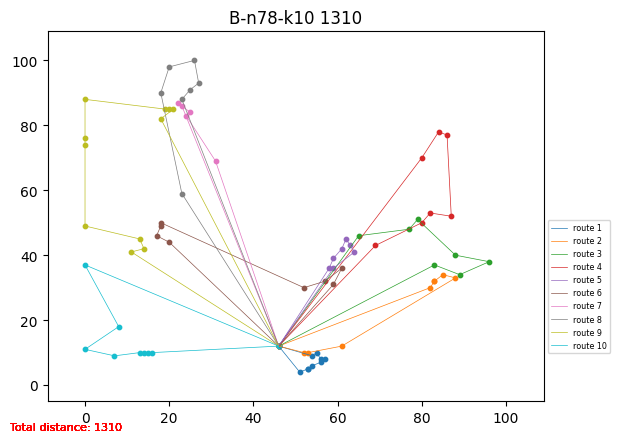 B-n78-k10 1310
100
80
60
40
20
0
0 20 40 60 80 100
route 1
route 2
route 3
route 4
route 5
route 6
route 7
route 8
route 9
route 10
Total distance: 1310